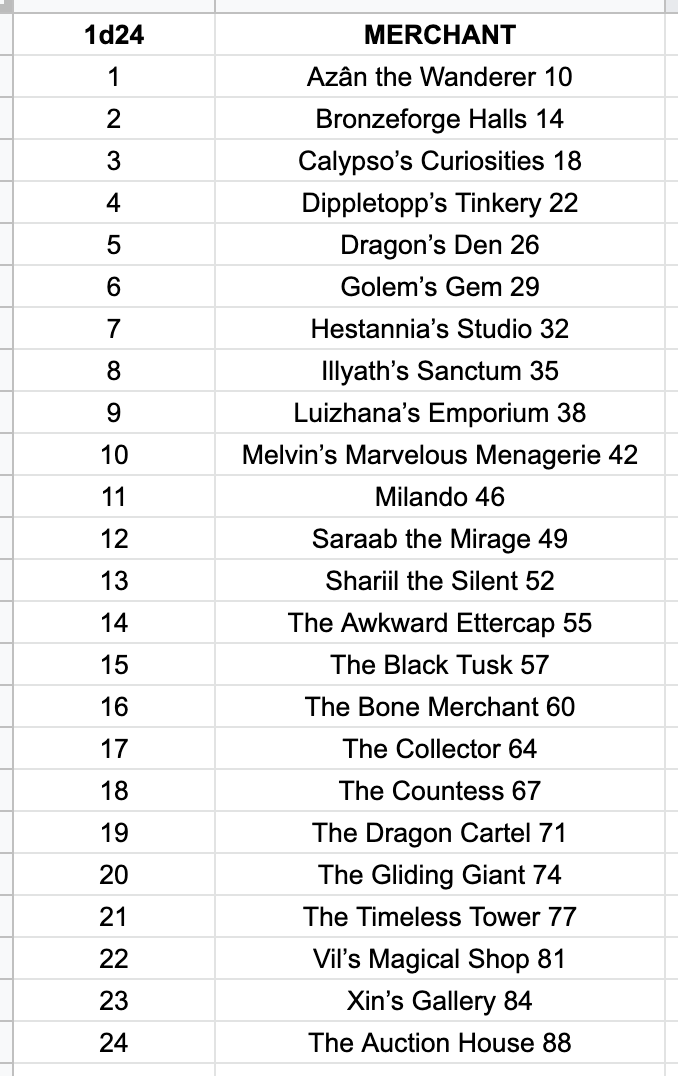 1d24 MERCHANT
1 Azân the Wanderer 10
2 Bronzeforge Halls 14
3 Calypso’s Curiosities 18
4 Dippletopp’s Tinkery 22
5 Dragon’s Den 26
6 Golem’s Gem 29
7 Hestannia’s Studio 32
8 Illyath’s Sanctum 35
9 Luizhana’s Emporium 38
10 Melvin’s Marvelous Menagerie 42
11 Milando 46
12 Saraab the Mirage 49
13 Shariil the Silent 52
14 The Awkward Ettercap 55
15 The Black Tusk 57
16 The Bone Merchant 60
17 The Collector 64
18 The Countess 67
19 The Dragon Cartel 71
20 The Gliding Giant 74
21 The Timeless Tower 77
22 Vil’s Magical Shop 81
23 Xin’s Gallery 84
24 The Auction House 88